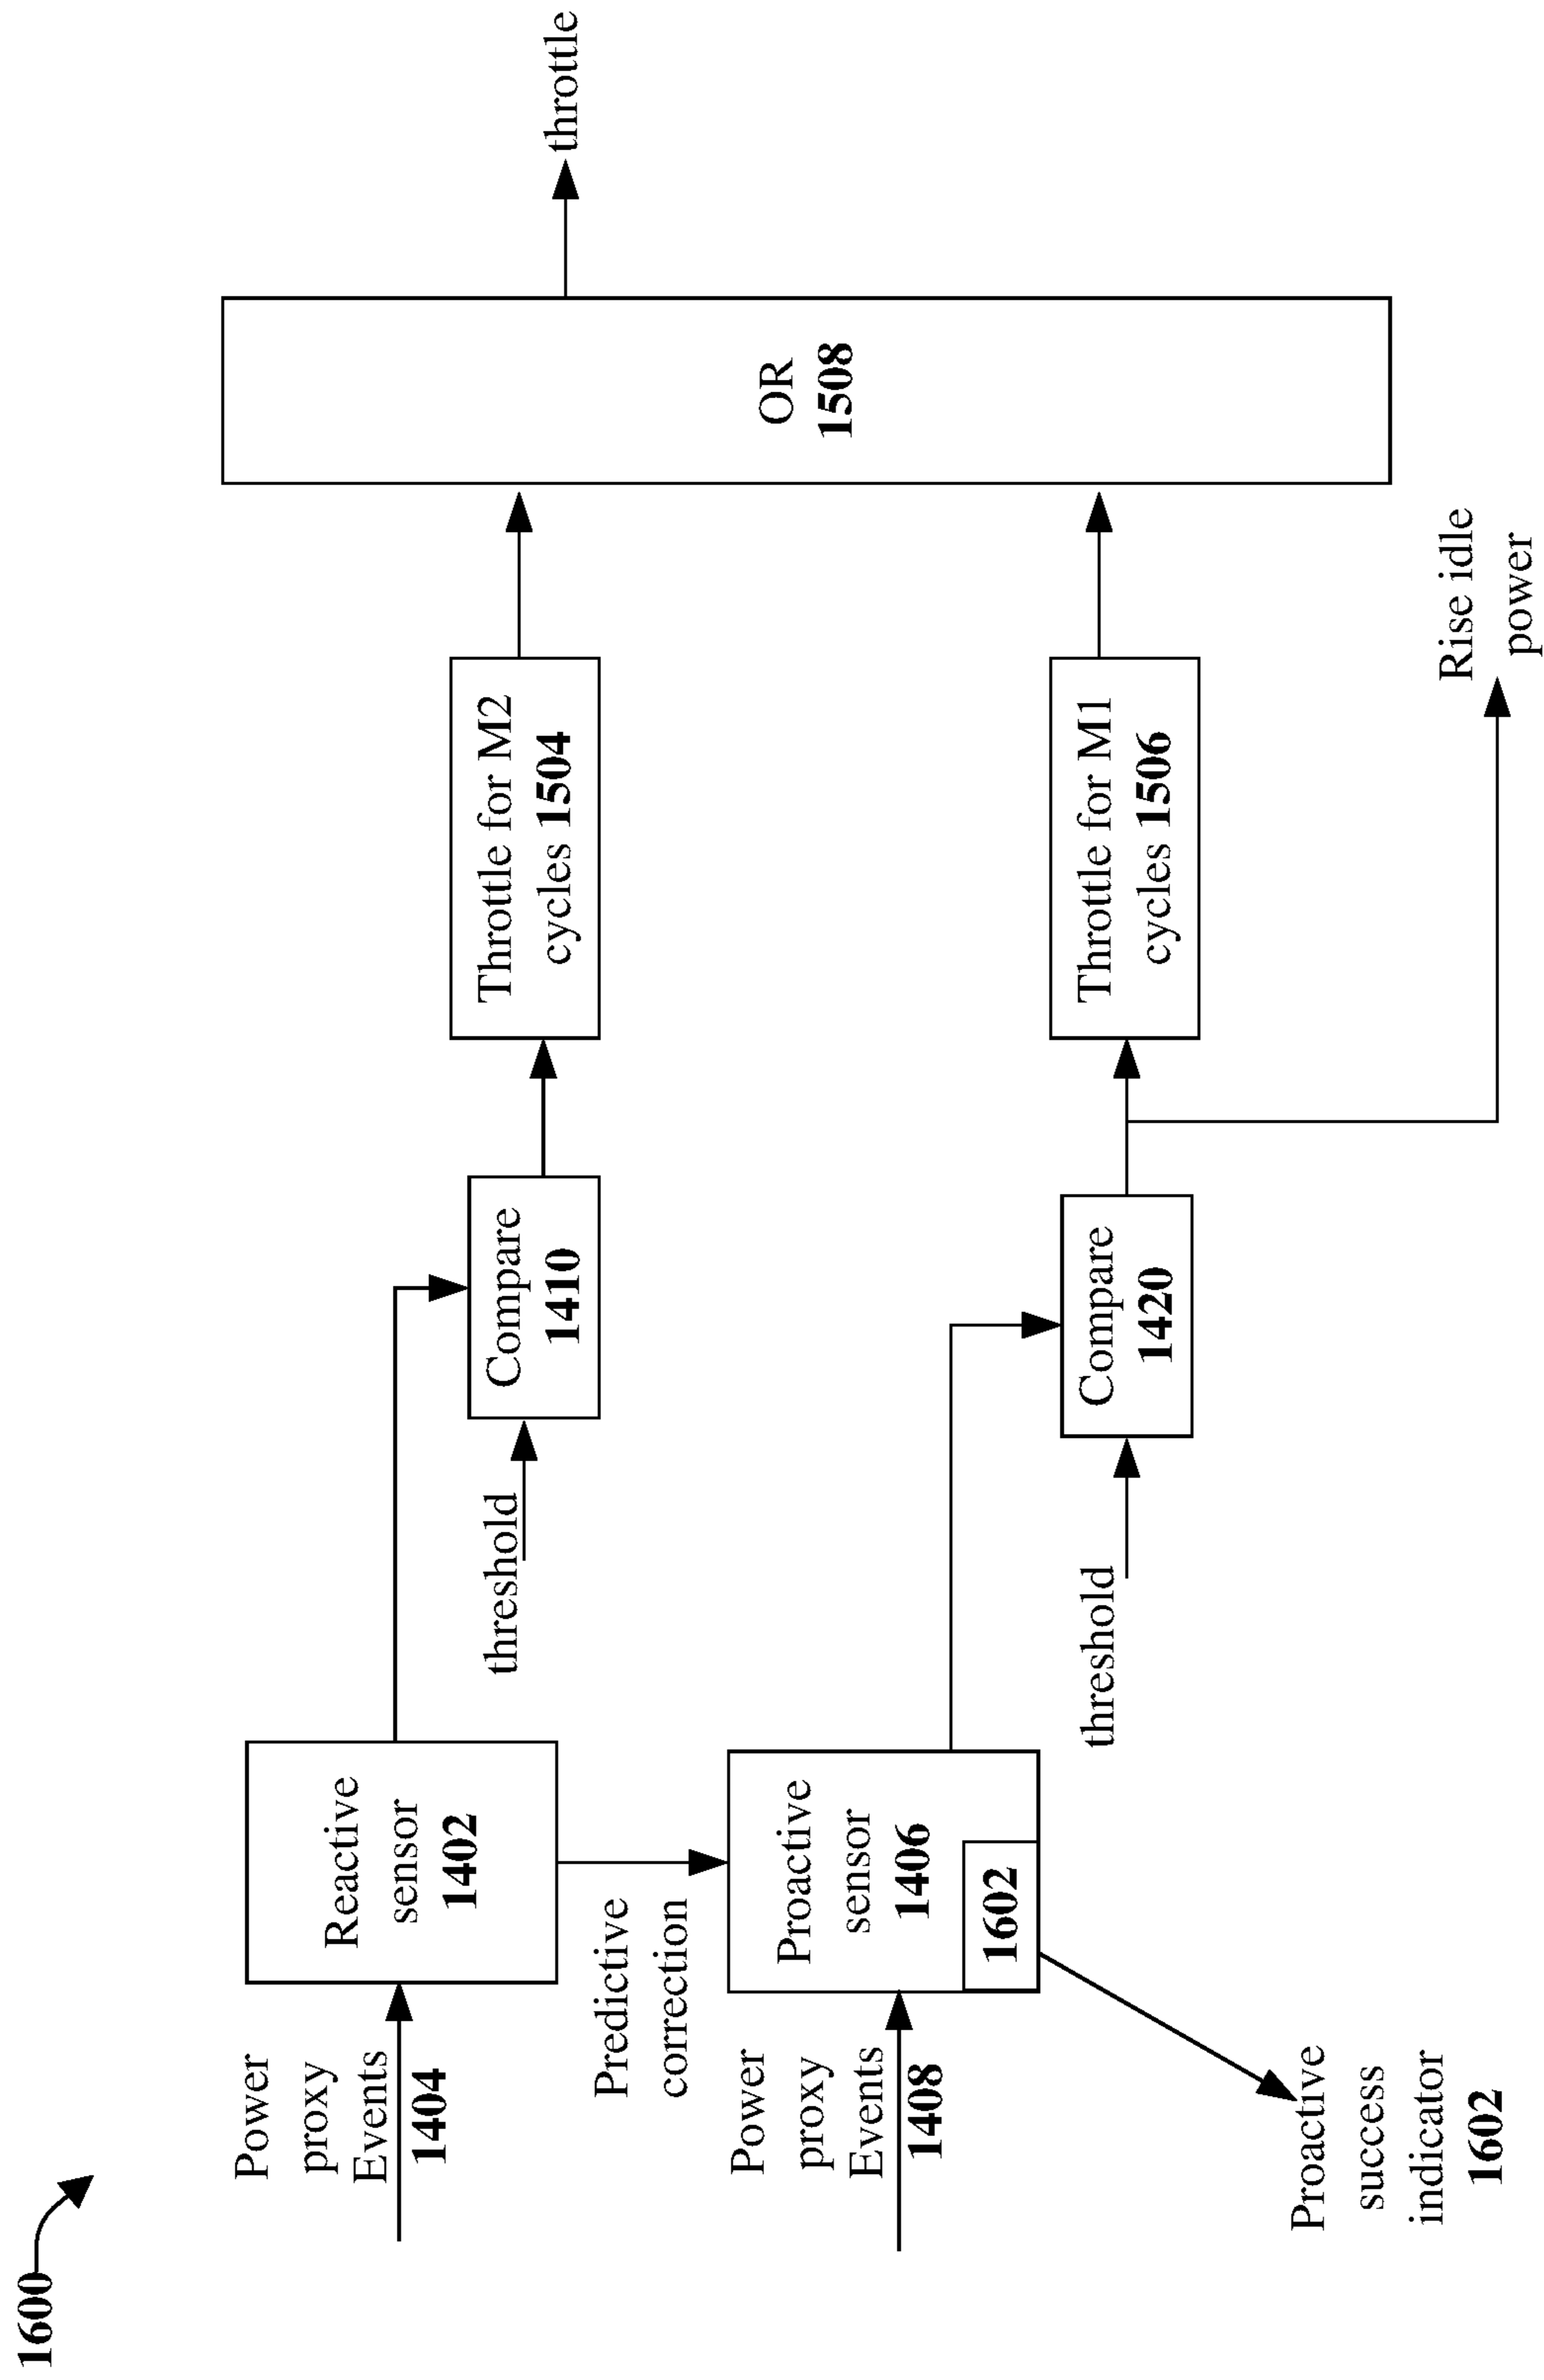 1600
Power
proxy
Events
1404
Reactive
sensor
1402
threshold
Compare
1410
Throttle for M2
cycles 1504
OR
1508
throttle
Predictive
correction
Power
proxy
Events
1408
Proactive
sensor
1406
1602
threshold
Compare
1420
Throttle for M1
cycles 1506
Rise idle
power
Proactive
success
indicator
1602